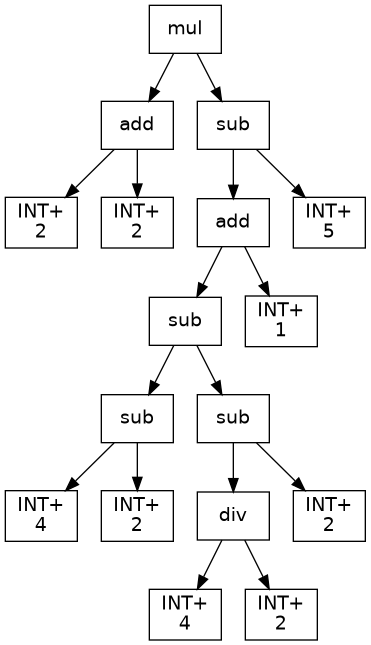 mul
add
sub
INT+
2
INT+
2
add
INT+
5
sub
INT+
1
sub
sub
INT+
4
INT+
2
div
INT+
2
INT+
4
INT+
2